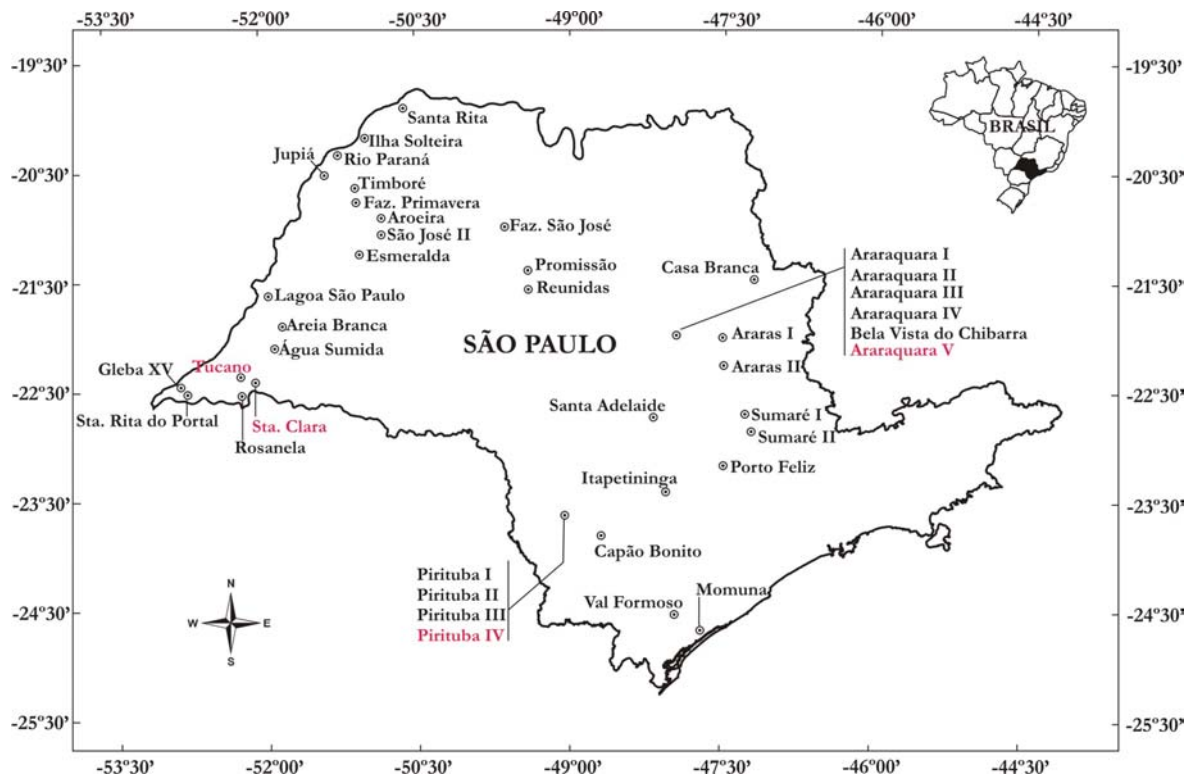 -53°30' -52°00' -50°30' -49°00' -47°30' -46°00' -44°30'
-19°30' -19°30'
Santa Rita
BRASIL
Ilha Solteira
Jupiá
Rio Paraná
-20°30' -20°30'
Timboré
Faz. Primavera
Aroeira
Faz. São José
São José II
Esmeralda
Araraquara I
Promissão
Casa Branca
Araraquara II
-21°30' -21°30'
Reunidas
Araraquara III
Lagoa São Paulo
Araraquara IV
Areia Branca
Araras I
Bela Vista do Chibarra
SÃO PAULO
Água Sumida
Araraquara V
Gleba XV
Tucano
Araras II
-22°30' -22°30'
Santa Adelaide
Sta. Rita do Portal
Sta. Clara
Sumaré I
Rosanela
Sumaré II
Porto Feliz
Itapetininga
-23°30' -23°30'
Capão Bonito
Pirituba I
Pirituba II
Momuna
Val Formoso
Pirituba III
-24°30' -24°30'
Pirituba IV
N
W E
S
-25°30' -25°30'
-53°30' -52°00' -50°30' -49°00' -47°30' -46°00' -44°30'